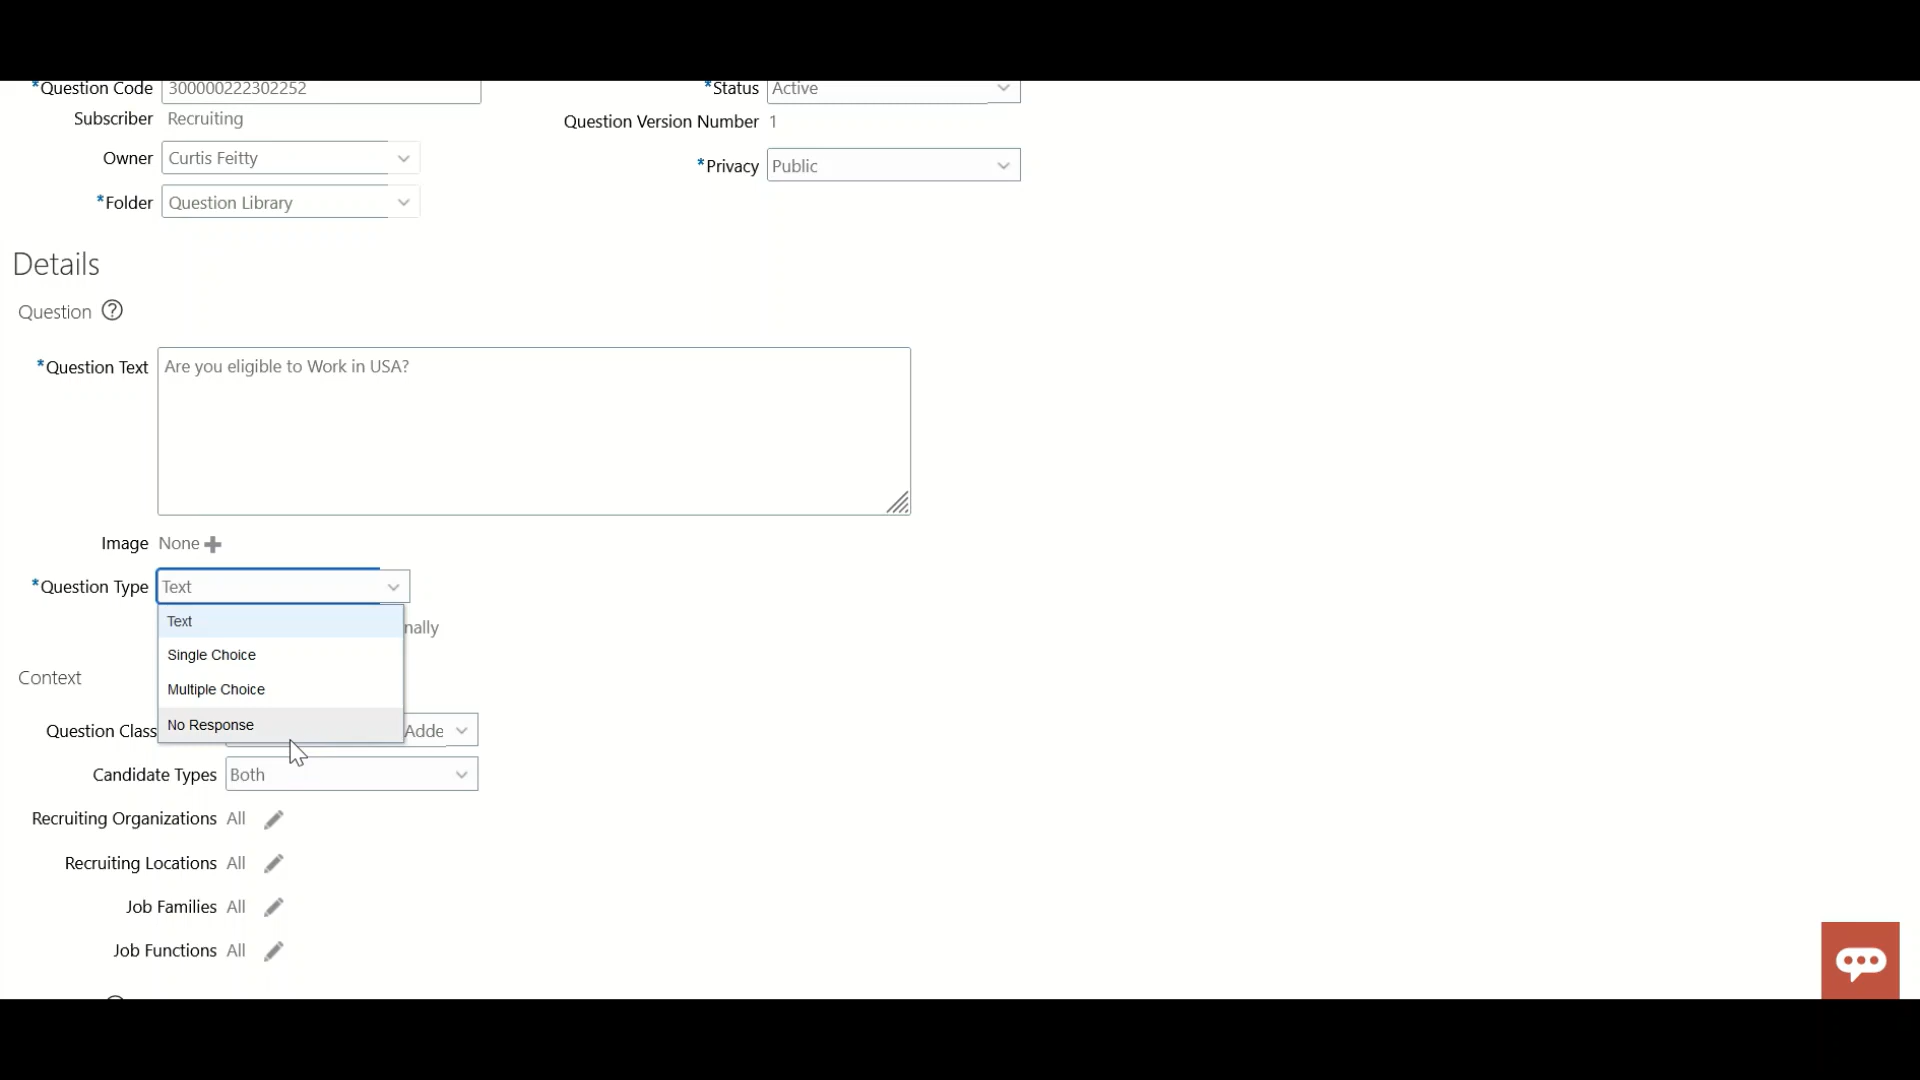 *Question Code 300000222302252
*Status Active
Subscriber Recruiting
Question Version Number 1
Owner Curtis Feitty
*Privacy Public
*Folder Question Library
Details
Question ?
*Question Text Are you eligible to Work in USA?
Image None
*Question Type Text
Text
nally
Single Choice
Context
Multiple Choice
No Response
Question Class Adde
Candidate Types Both
Recruiting Organizations All
Recruiting Locations All
Job Families All
Job Functions All